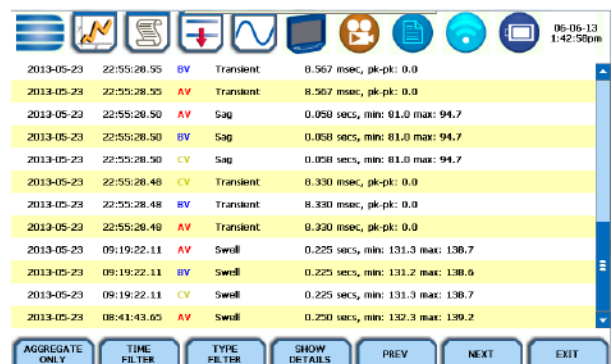 06-06-13
1:42:58pm
2013-05-23 22:55:28.55 BV Transient 8.567 msec, pk-pk: 0.0
2013-05-23 22:55:28.55 AV Transient 8.567 msec, pk-pk: 0.0
2013-05-23 22:55:28.50 AV Sag 0.058 secs, min: 81.0 max: 94.7
2013-05-23 22:55:28.50 BV Sag 0.058 secs, min: 81.0 max: 94.7
2013-05-23 22:55:28.50 CV Sag 0.058 secs, min: 81.0 max: 94.7
2013-05-23 22:55:28.48 CV Transient 8.330 msec, pk-pk: 0.0
2013-05-23 22:55:28.48 BV Transient 8.330 msec, pk-pk: 0.0
2013-05-23 22:55:28.48 AV Transient 8.330 msec, pk-pk: 0.0
2013-05-23 09:19:22.11 AV Swell 0.225 secs, min: 131.3 max: 138.7
2013-05-23 09:19:22.11 BV Swell 0.225 secs, min: 131.2 max: 138.6
2013-05-23 09:19:22.11 CV Swell 0.225 secs, min: 131.3 max: 138.7
2013-05-23 08:41:43.65 AV Swell 0.250 secs, min: 132.3 max: 139.2
AGGREGATE ONLY TIME FILTER TYPE FILTER SHOW DETAILS PREV NEXT EXIT